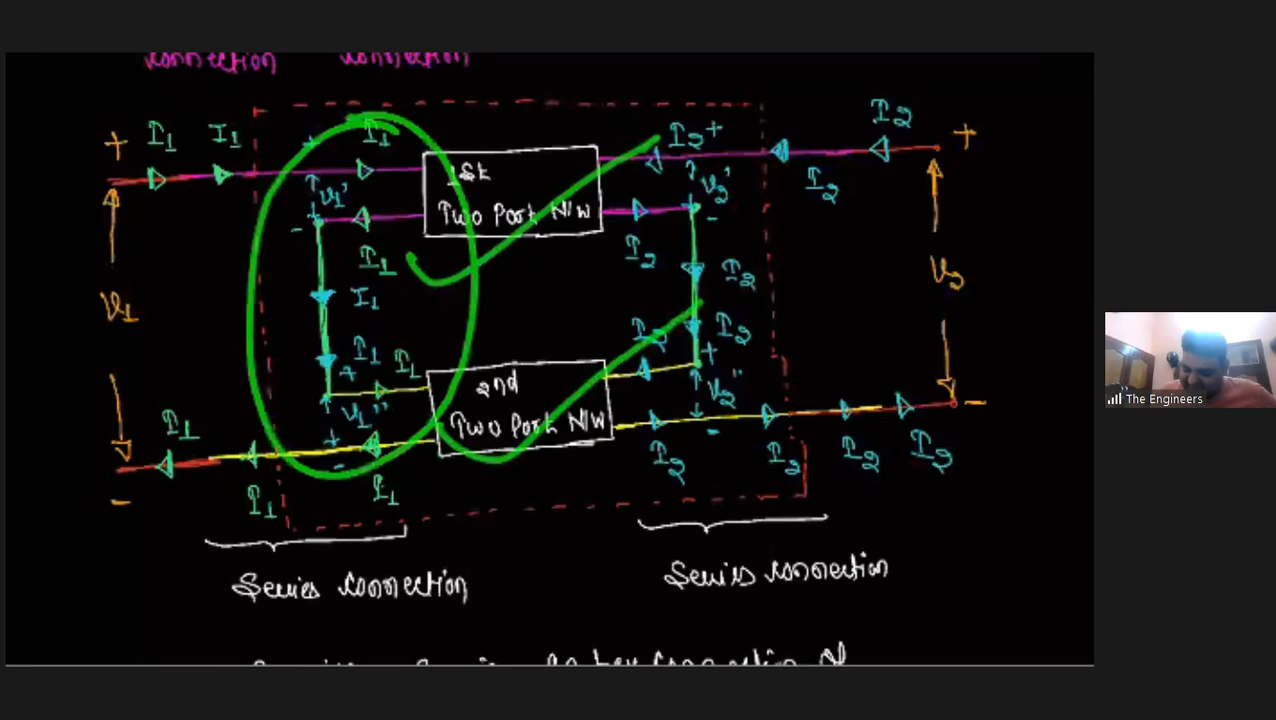 connection connection
I1 I1 I1 I2+ I2
+ +
1st
V1' V2' I2
Two Port N/W
- -
I1 I2
I1 I2
V1 V2
I1 I1 I2 I2
+ +
2nd
V1'' V2''
Two Port N/W
I1 + - -
- I1 I1 I2 I2 I2 I2
Series connection Series connection
The Engineers